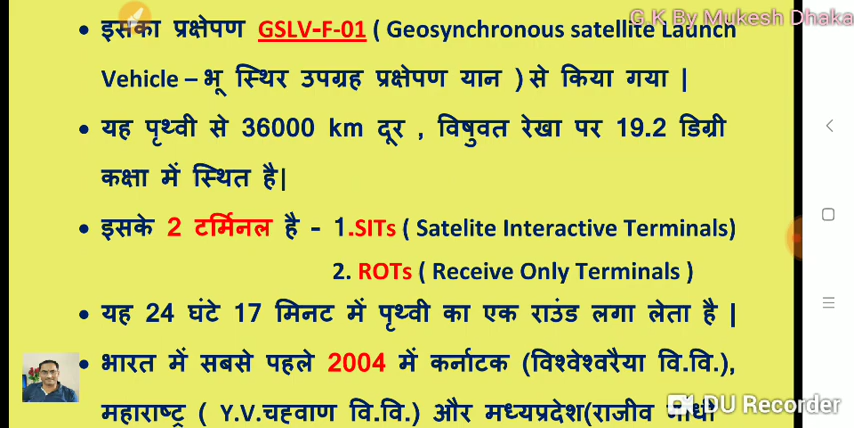 G.K By Mukesh Dhaka
• इसका प्रक्षेपण GSLV-F-01 ( Geosynchronous satellite Launch
Vehicle – भू स्थिर उपग्रह प्रक्षेपण यान ) से किया गया |
• यह पृथ्वी से 36000 km दूर , विषुवत रेखा पर 19.2 डिग्री
कक्षा में स्थित है|
• इसके 2 टर्मिनल है - 1.SITs ( Satelite Interactive Terminals)
2. ROTs ( Receive Only Terminals )
• यह 24 घंटे 17 मिनट में पृथ्वी का एक राउंड लगा लेता है |
• भारत में सबसे पहले 2004 में कर्नाटक (विश्वेश्वरैया वि.वि.),
महाराष्ट्र ( Y.V.चह्वाण वि.वि.) और मध्यप्रदेश(राजीव गांधी
DU Recorder